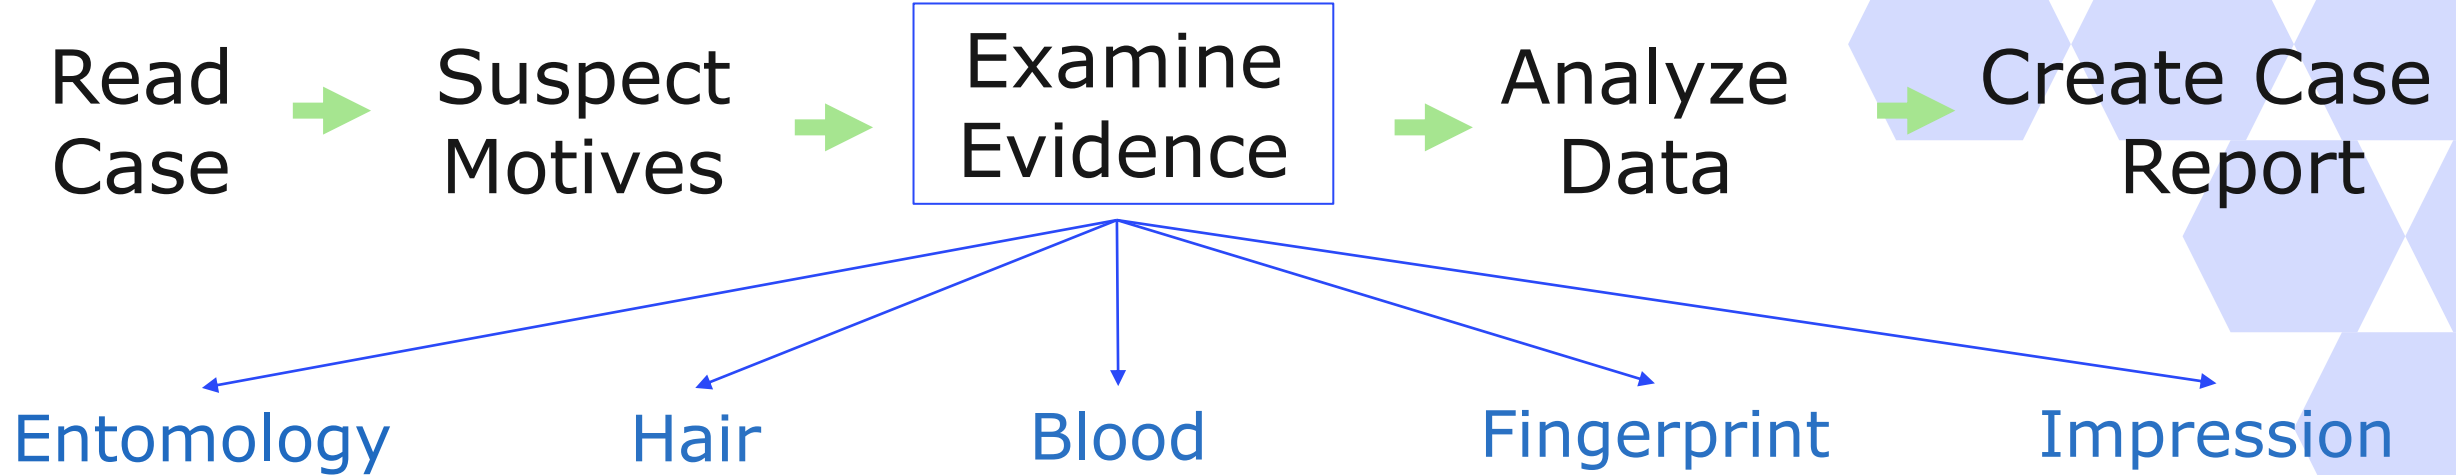 Read
Case
Suspect
Motives
Examine
Evidence
Analyze
Data
Create Case
Report
Entomology
Hair
Blood
Fingerprint
Impression